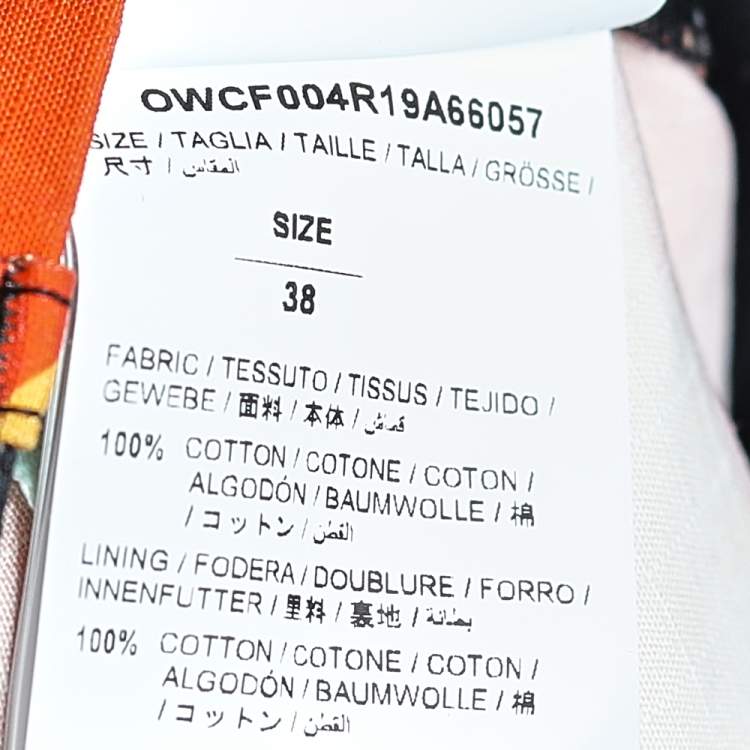 OWCF004R19A66057
SIZE / TAGLIA / TAILLE / TALLA / GRÖSSE /
尺寸 / المقاس
SIZE
38
FABRIC / TESSUTO / TISSUS / TEJIDO /
GEWEBE / 面料 / 本体 / قماش
100% COTTON / COTONE / COTON /
ALGODÓN / BAUMWOLLE / 棉
/ コットン / القطن
LINING / FODERA / DOUBLURE / FORRO /
INNENFUTTER / 里料 / 裏地 / بطانة
100% COTTON / COTONE / COTON /
ALGODÓN / BAUMWOLLE / 棉
/ コットン / القطن